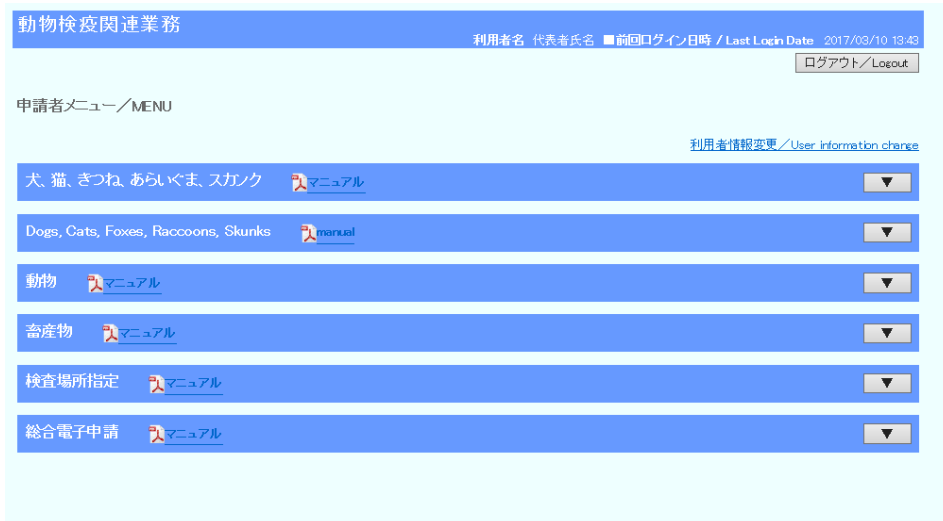 動物検疫関連業務
利用者名 代表者氏名 ■前回ログイン日時 / Last Login Date 2017/03/10 13:43
ログアウト／Logout
申請者メニュー／MENU
利用者情報変更／User information change
犬、猫、きつね、あらいぐま、スカンク マニュアル ▼
Dogs, Cats, Foxes, Raccoons, Skunks manual ▼
動物 マニュアル ▼
畜産物 マニュアル ▼
検査場所指定 マニュアル ▼
総合電子申請 マニュアル ▼